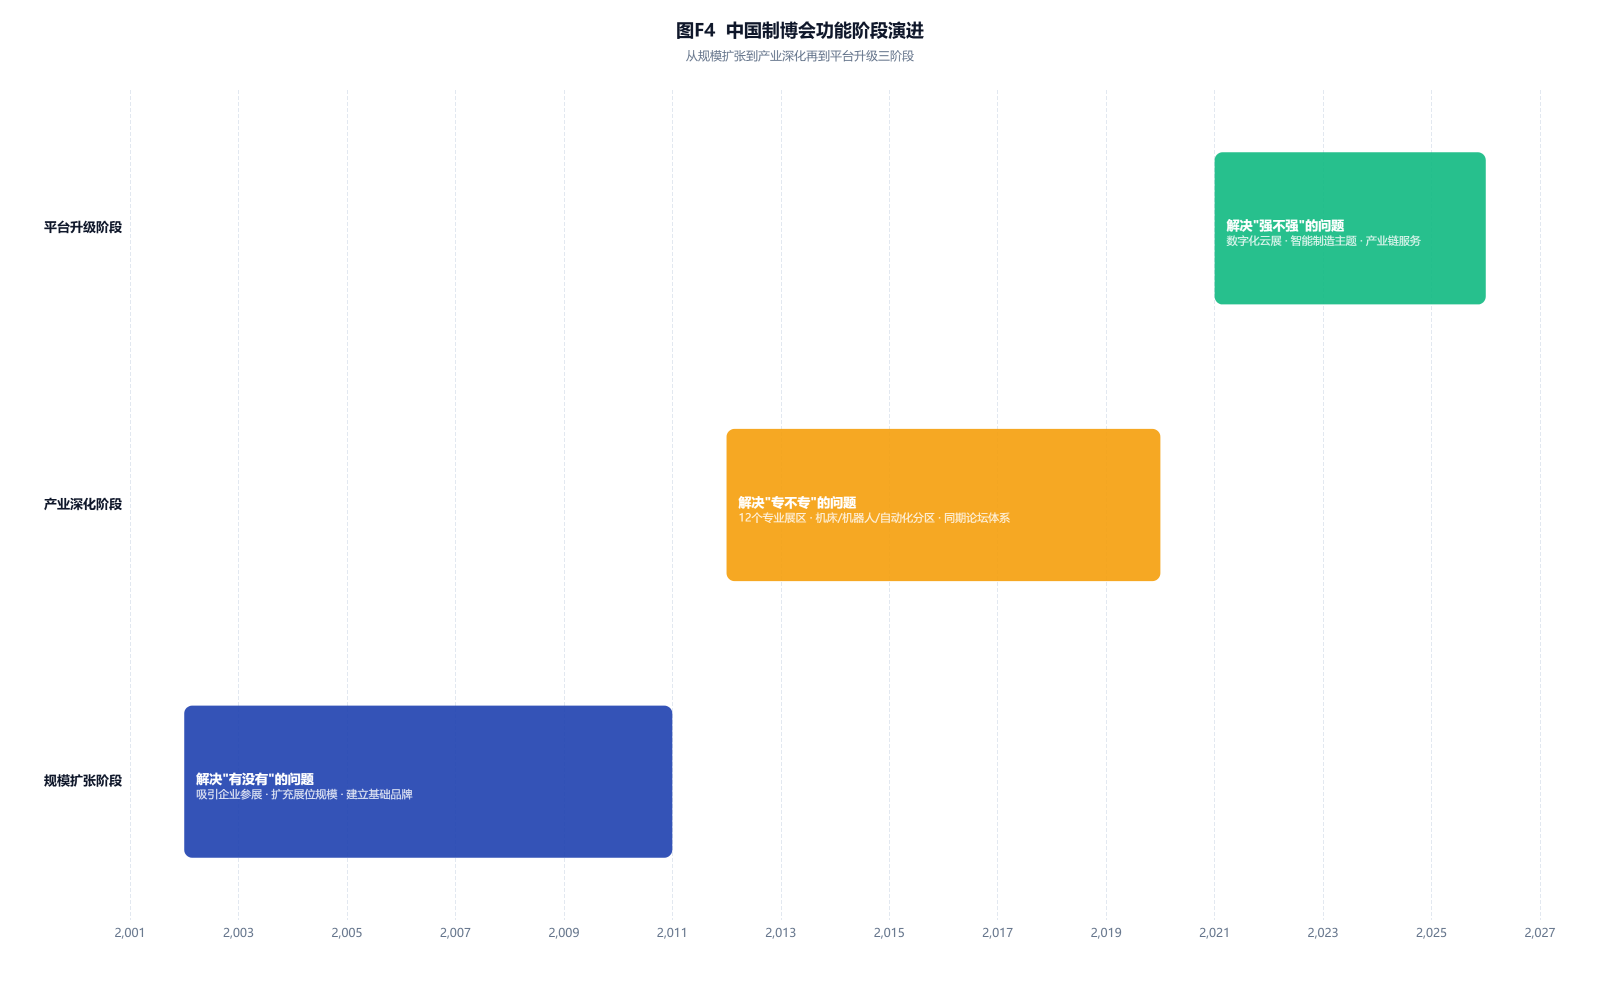 图F4 中国制博会功能阶段演进
从规模扩张到产业深化再到平台升级三阶段
平台升级阶段
解决"强不强"的问题
数字化云展 · 智能制造主题 · 产业链服务
产业深化阶段
解决"专不专"的问题
12个专业展区 · 机床/机器人/自动化分区 · 同期论坛体系
规模扩张阶段
解决"有没有"的问题
吸引企业参展 · 扩充展位规模 · 建立基础品牌
2,001 2,003 2,005 2,007 2,009 2,011 2,013 2,015 2,017 2,019 2,021 2,023 2,025 2,027